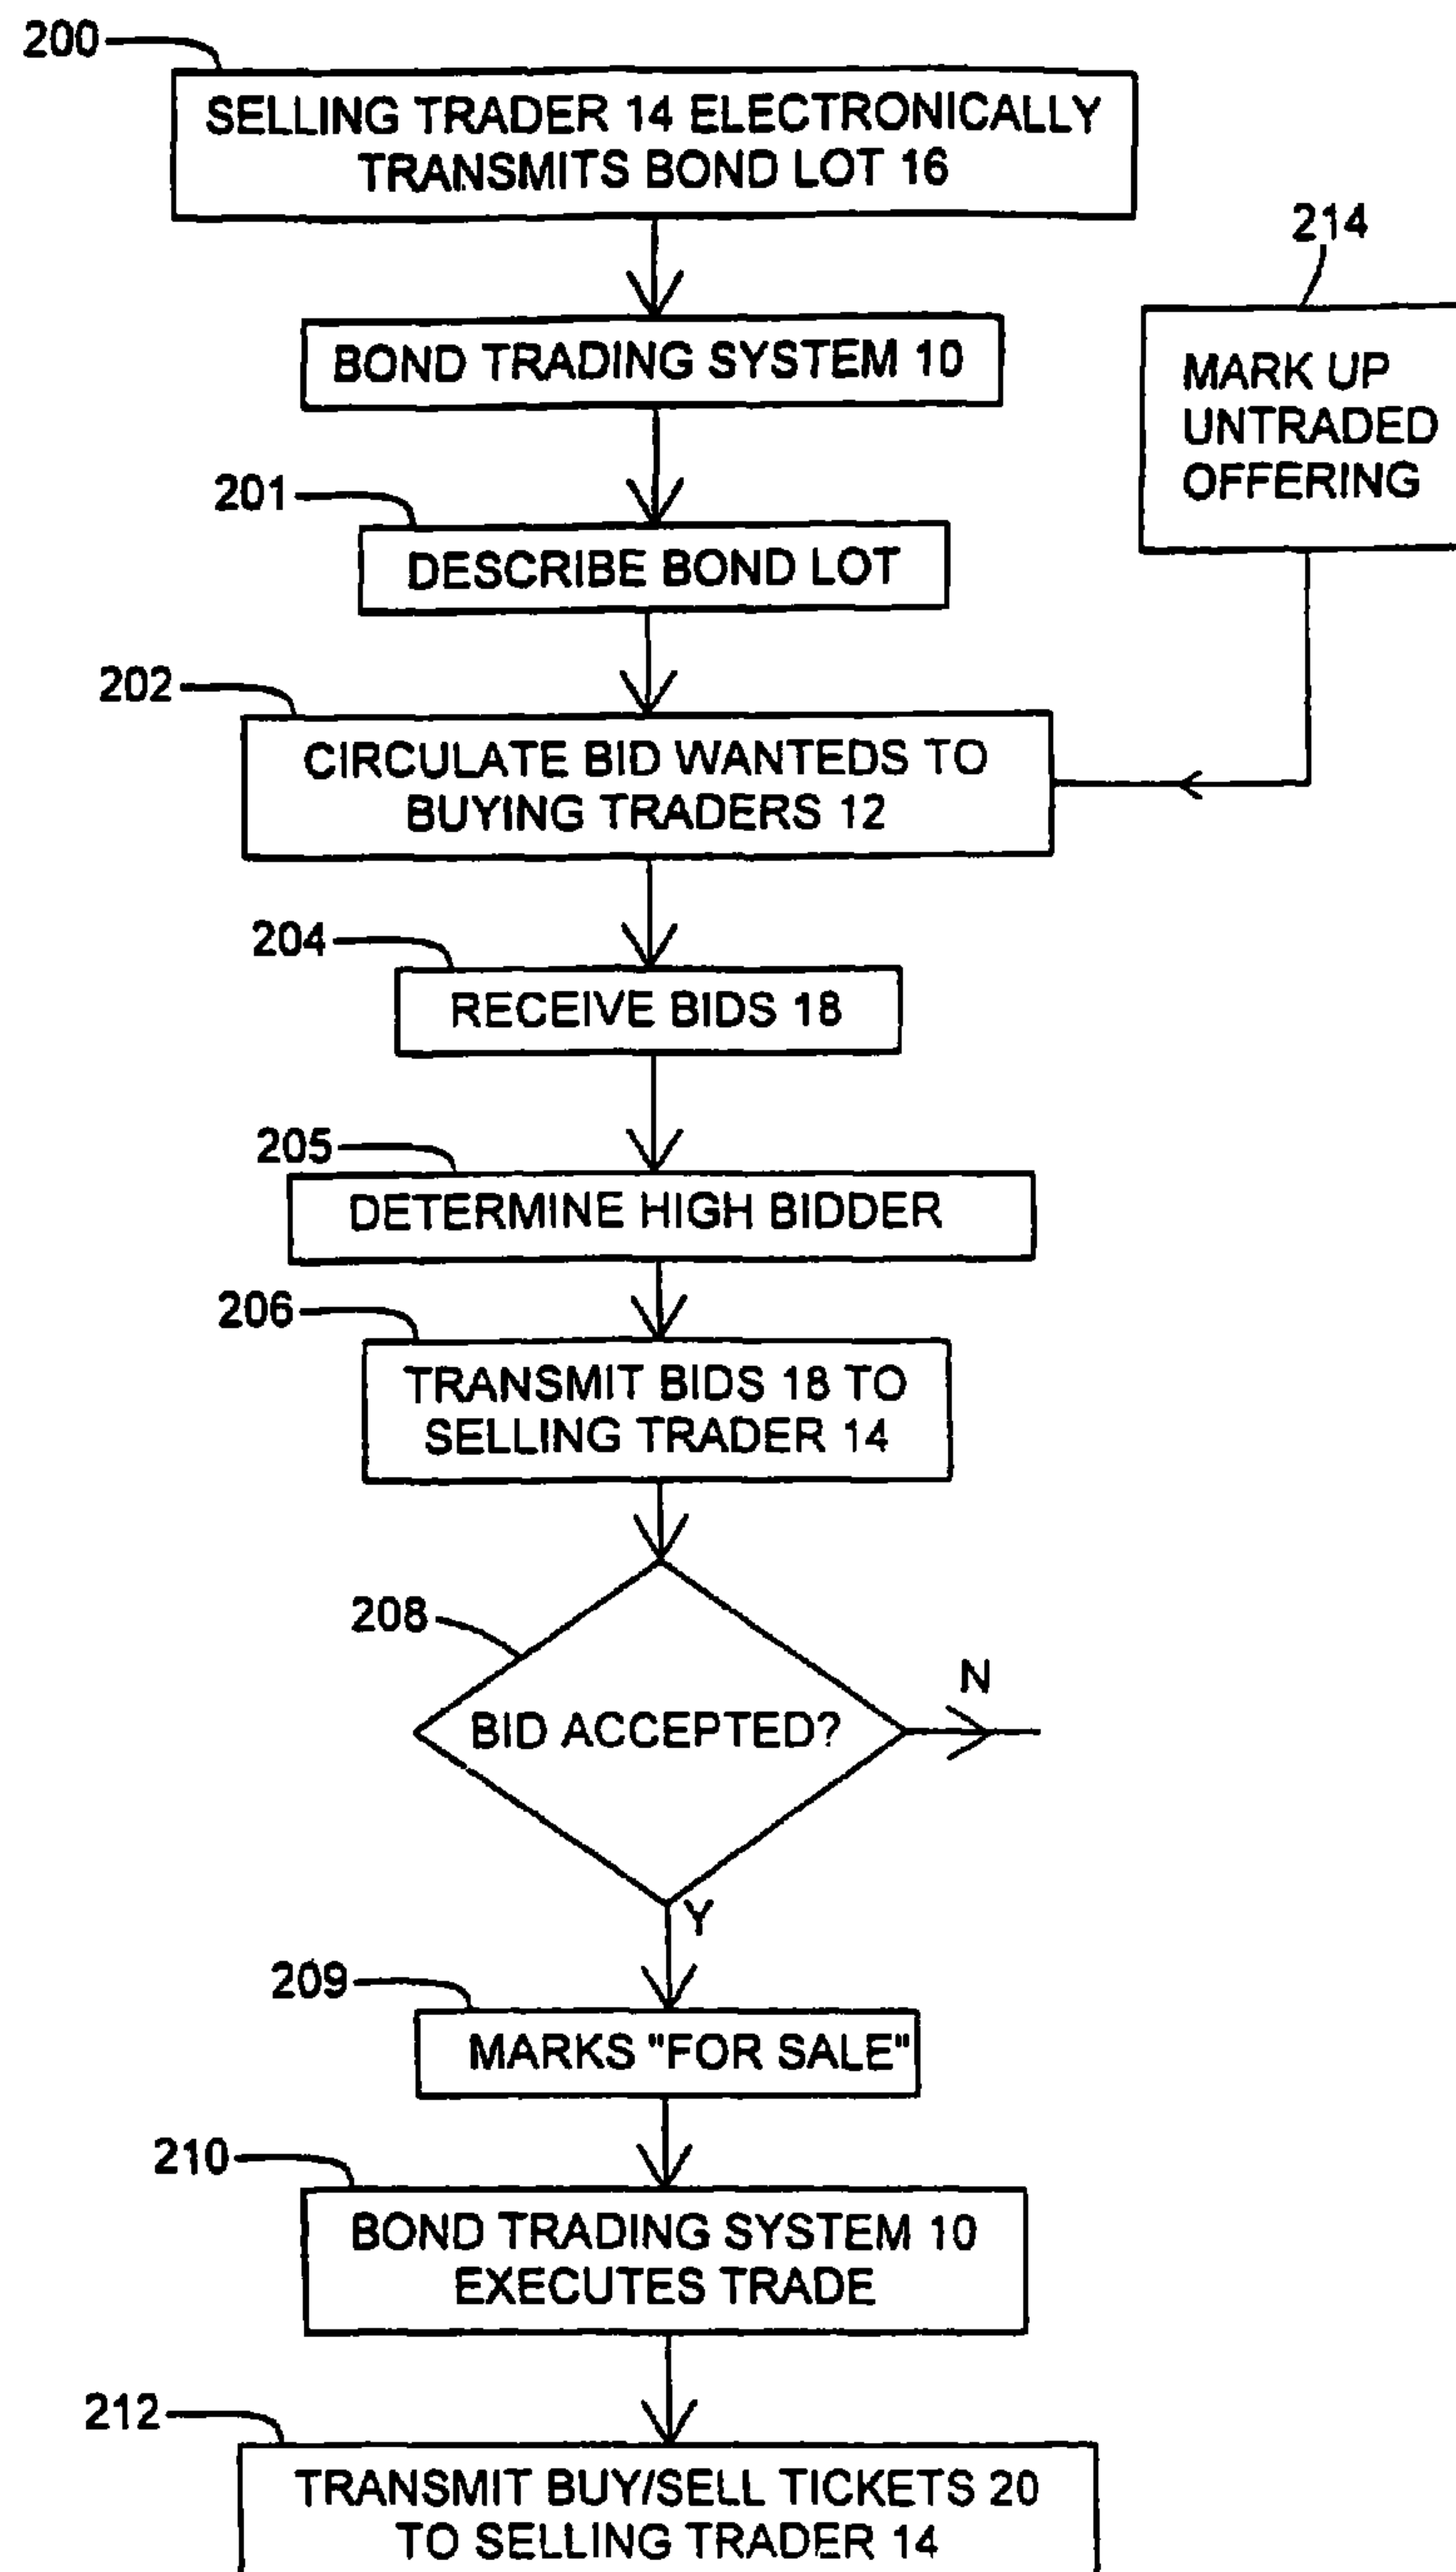 200
SELLING TRADER 14 ELECTRONICALLY
TRANSMITS BOND LOT 16
214
BOND TRADING SYSTEM 10
MARK UP
UNTRADED
OFFERING
201
DESCRIBE BOND LOT
202
CIRCULATE BID WANTEDS TO
BUYING TRADERS 12
204
RECEIVE BIDS 18
205
DETERMINE HIGH BIDDER
206
TRANSMIT BIDS 18 TO
SELLING TRADER 14
208
N
BID ACCEPTED?
Y
209
MARKS "FOR SALE"
210
BOND TRADING SYSTEM 10
EXECUTES TRADE
212
TRANSMIT BUY/SELL TICKETS 20
TO SELLING TRADER 14